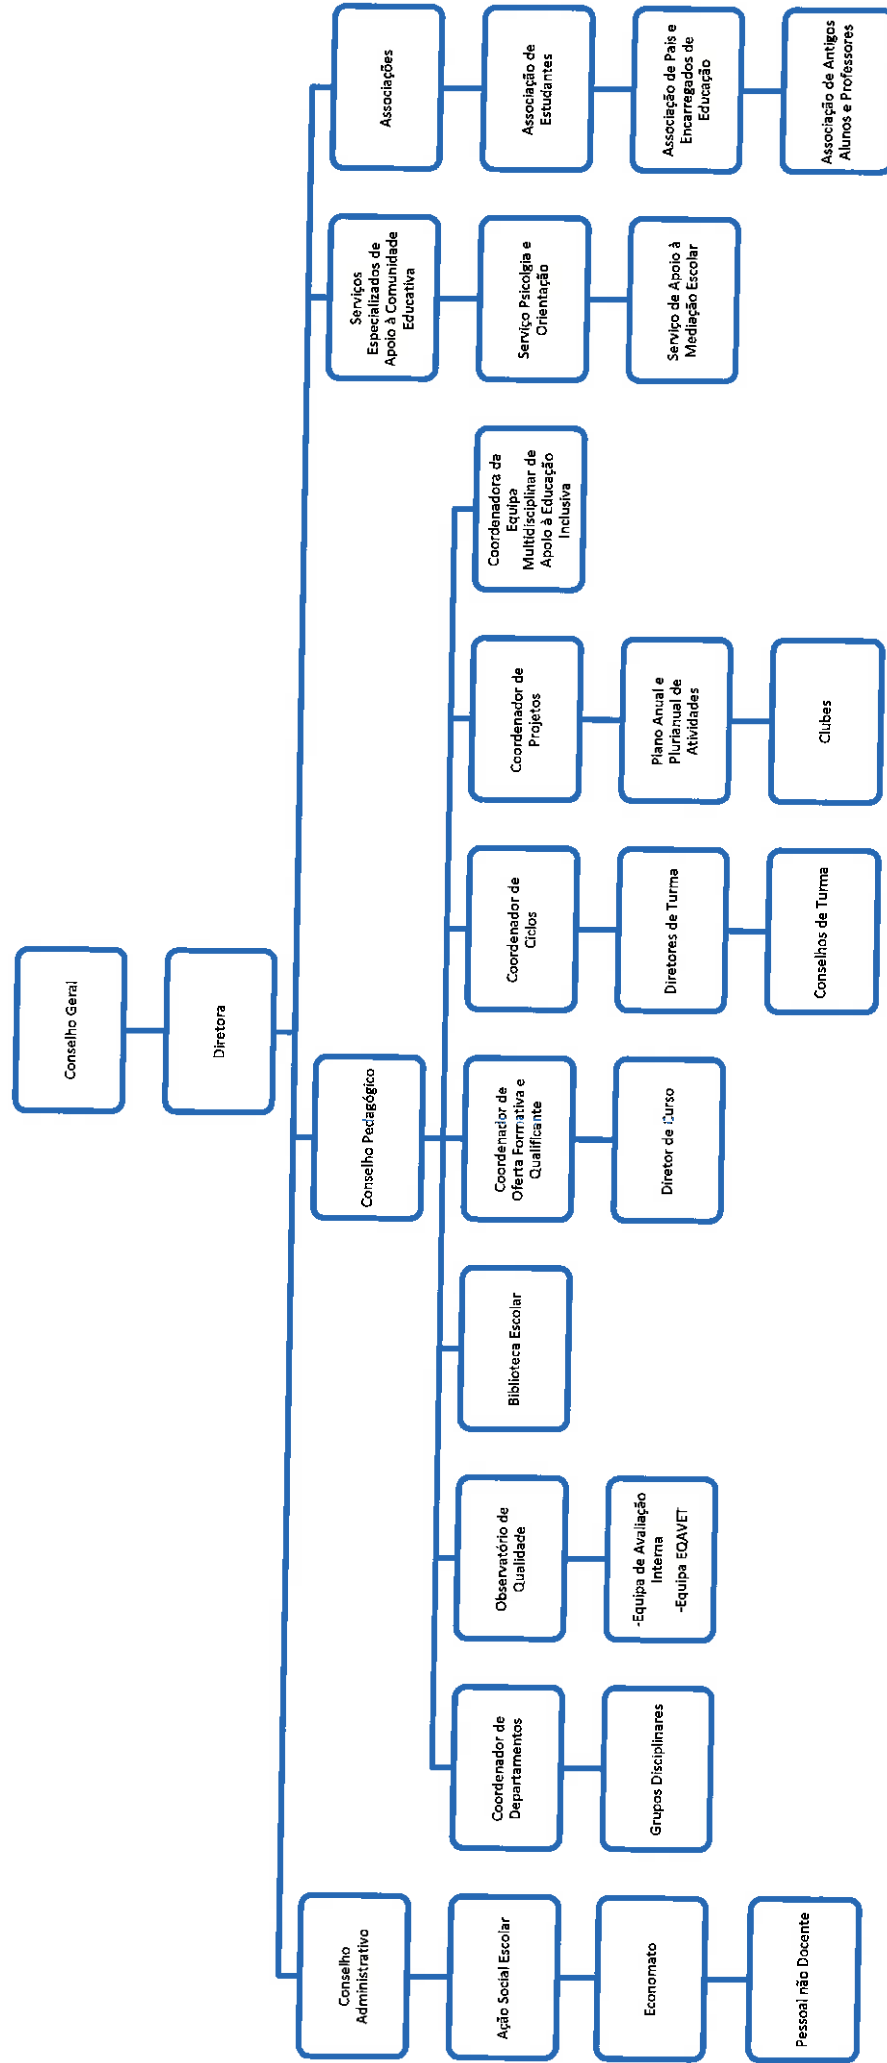 Conselho Geral
Diretora
Conselho
Administrativo
Conselho Pedagógico
Serviços
Especializados de
Apoio à Comunidade
Educativa
Associações
Ação Social Escolar
Coordenador de
Departamentos
Observatório de
Qualidade
Biblioteca Escolar
Coordenador de
Oferta Formativa e
Qualificante
Coordenador de
Ciclos
Coordenador de
Projetos
Coordenadora da
Equipa
Multidisciplinar de
Apoio à Educação
Inclusiva
Serviço Psicolgia e
Orientação
Associação de
Estudantes
Economato
Grupos Disciplinares
-Equipa de Avaliação
Interna
-Equipa EQAVET
Diretor de Curso
Diretores de Turma
Plano Anual e
Plurianual de
Atividades
Serviço de Apoio à
Mediação Escolar
Associação de Pais e
Encarregados de
Educação
Pessoal não Docente
Conselhos de Turma
Clubes
Associação de Antigos
Alunos e Professores